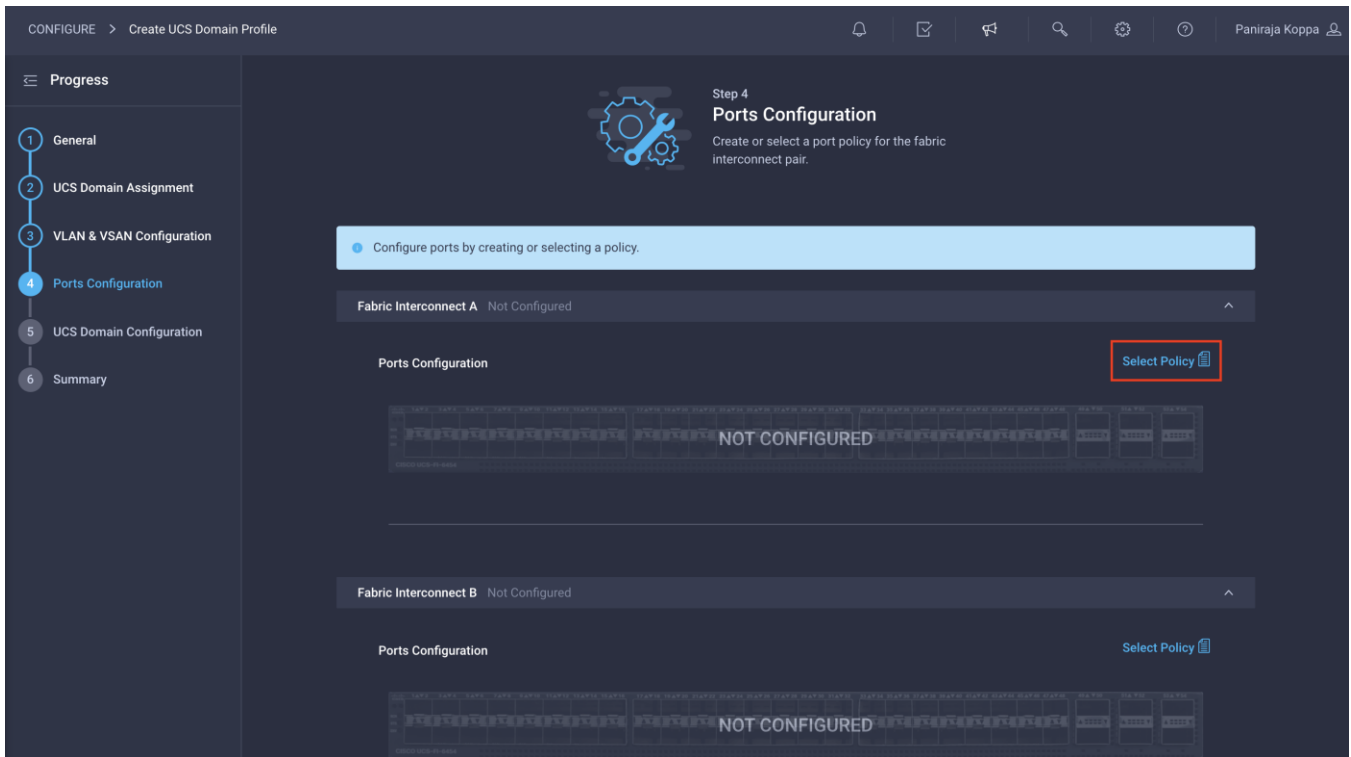 CONFIGURE > Create UCS Domain Profile
Paniraja Koppa
Progress
1 General
2 UCS Domain Assignment
3 VLAN & VSAN Configuration
4 Ports Configuration
5 UCS Domain Configuration
6 Summary
Step 4
Ports Configuration
Create or select a port policy for the fabric
interconnect pair.
Configure ports by creating or selecting a policy.
Fabric Interconnect A Not Configured
Ports Configuration
Select Policy
NOT CONFIGURED
Fabric Interconnect B Not Configured
Ports Configuration
Select Policy
NOT CONFIGURED